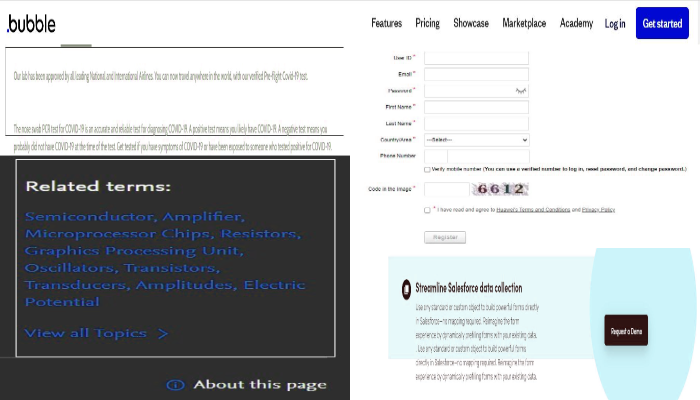 .bubble
Features Pricing Showcase Marketplace Academy Log in Get started
Our lab has been approved by all leading National and International Airlines. You can now travel anywhere in the world, with our verified Pre-flight Covid-19 test.
The nose swab PCR test for COVID-19 is an accurate and reliable test for diagnosing COVID-19. A positive test means you likely have COVID-19. A negative test means you
probably did not have COVID-19 at the time of the test. Get tested if you have symptoms of COVID-19 or have been exposed to someone who tested positive for COVID-19.
Related terms:
Semiconductor, Amplifier,
Microprocessor Chips, Resistors,
Graphics Processing Unit,
Oscillators, Transistors,
Transducers, Amplitudes, Electric
Potential
View all Topics >
About this page
User ID *
Email *
Password *
First Name *
Last Name *
Country/Area * ---Select---
Phone Number
Verify mobile number (You can use a verified number to log in, reset password, and change password.)
Code in the image * 6612
* I have read and agree to Huawei's Terms and Conditions and Privacy Policy
Register
Streamline Salesforce data collection
Use any standard or custom object to build powerful forms directly
in Salesforce—no mapping required. Reimagine the form
experience by dynamically prefilling forms with your existing data.
. Use any standard or custom object to build powerful forms
directly in Salesforce—no mapping required. Reimagine the form
experience by dynamically prefilling forms with your existing data.
Request a Demo